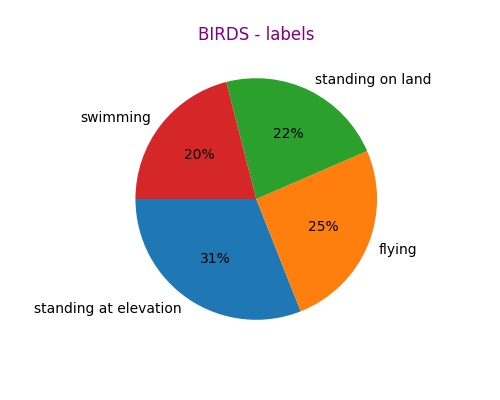 BIRDS - labels
standing on land
swimming
22%
20%
25%
flying
31%
standing at elevation